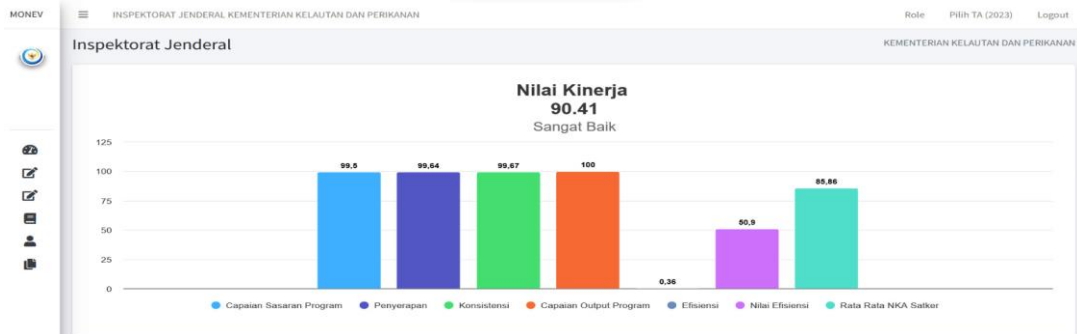 MONEV
INSPEKTORAT JENDERAL KEMENTERIAN KELAUTAN DAN PERIKANAN
Role Pilih TA (2023) Logout
Inspektorat Jenderal
KEMENTERIAN KELAUTAN DAN PERIKANAN
Nilai Kinerja
90.41
Sangat Baik
125
100
75
50
25
0
99,5
99,64
99,67
100
0,36
50,9
85,86
Capaian Sasaran Program Penyerapan Konsistensi Capaian Output Program Efisiensi Nilai Efisiensi Rata Rata NKA Satker